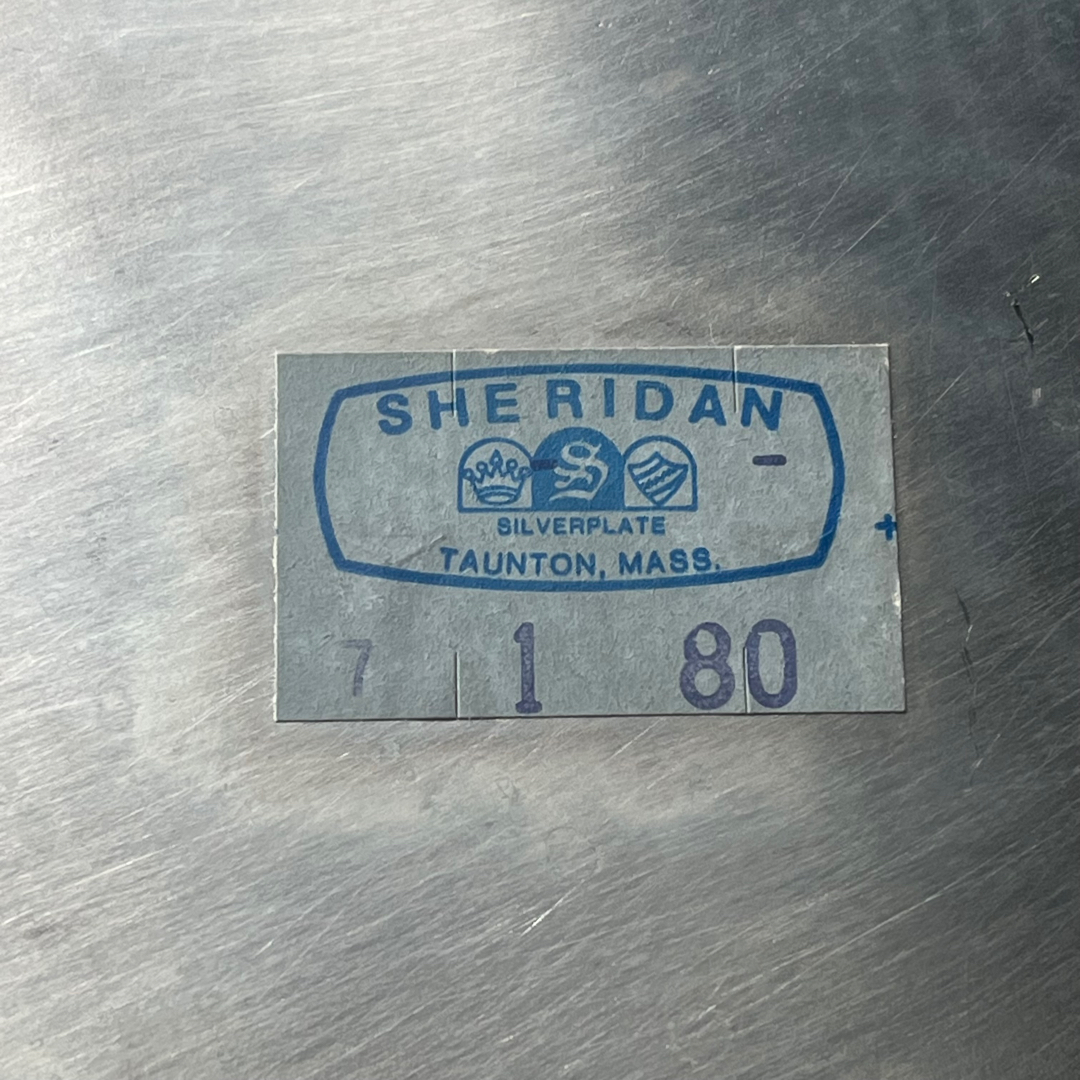 SHERIDAN
S
SILVERPLATE
TAUNTON, MASS.
7 1 80